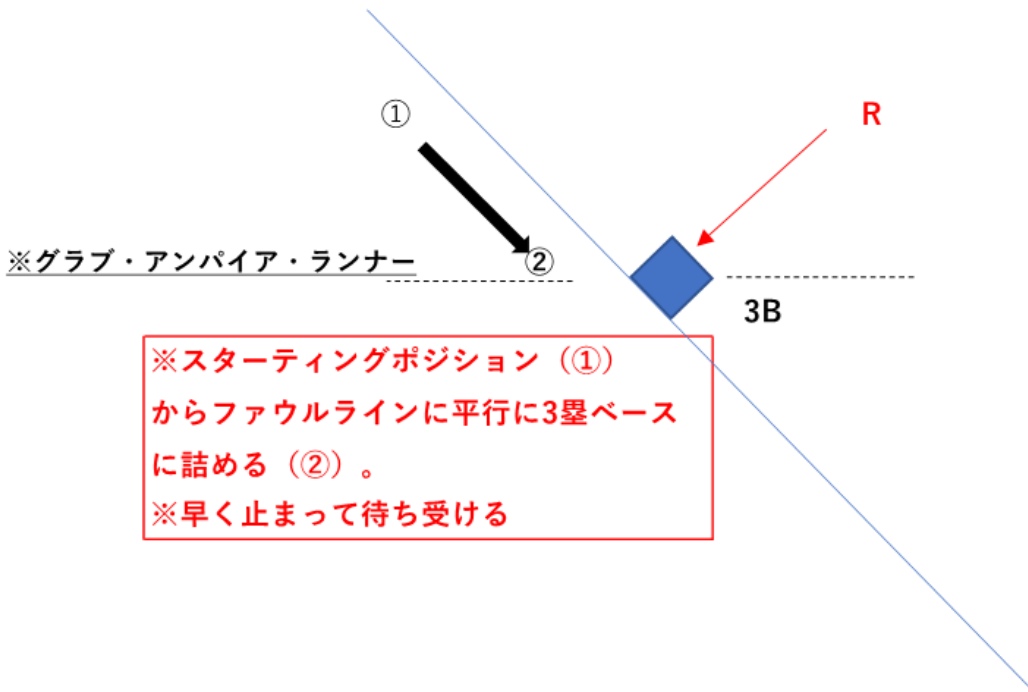 ①
R
※グラブ・アンパイア・ランナー
②
3B
※スターティングポジション（①）
からファウルラインに平行に3塁ベース
に詰める（②）。
※早く止まって待ち受ける